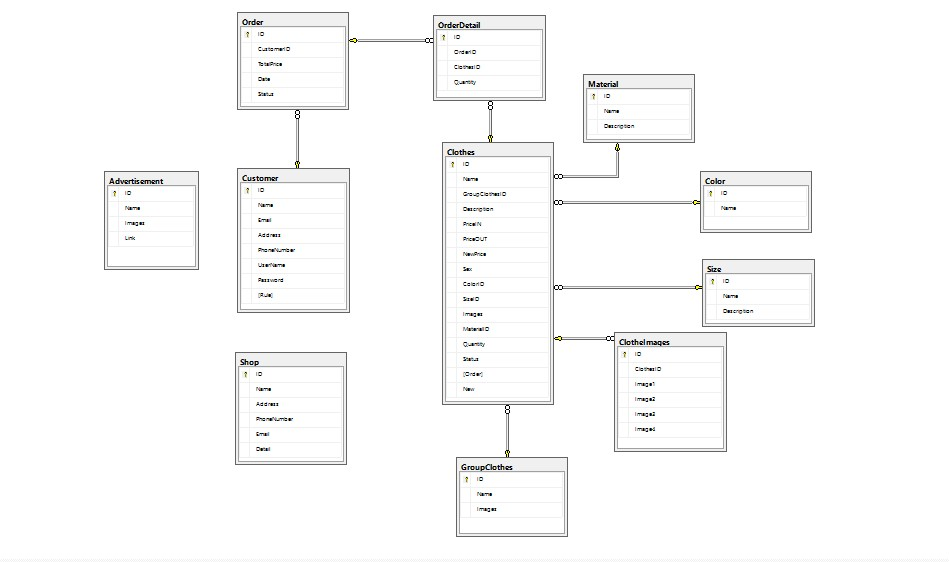 Order
ID
CustomerID
TotalPrice
Date
Status
OrderDetail
ID
OrderID
ClothesID
Quantity
Material
ID
Name
Description
Clothes
ID
Name
GroupClothesID
Description
PriceIN
PriceOUT
NewPrice
Sex
ColorID
SizeID
Images
MaterialID
Quantity
Status
[Order]
New
Advertisement
ID
Name
Images
Link
Customer
ID
Name
Email
Address
PhoneNumber
UserName
Password
[Rule]
Color
ID
Name
Size
ID
Name
Description
ClotheImages
ID
ClothesID
Image1
Image2
Image3
Image4
Shop
ID
Name
Address
PhoneNumber
Email
Detail
GroupClothes
ID
Name
Images